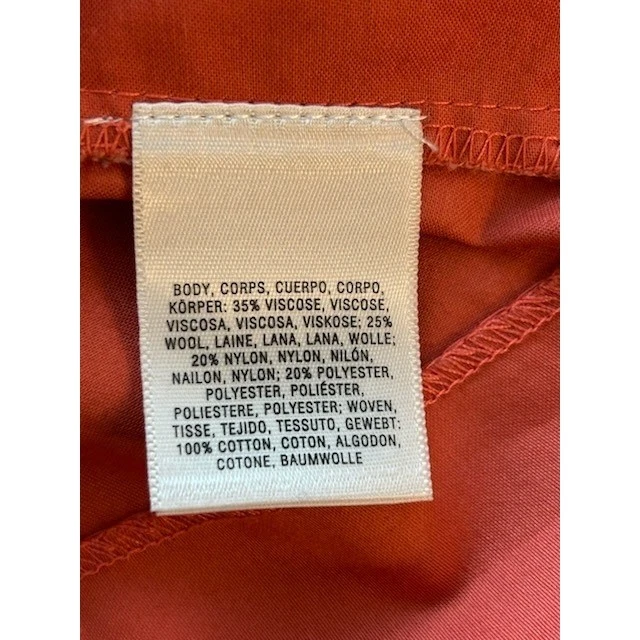 BODY, CORPS, CUERPO, CORPO,
KÖRPER: 35% VISCOSE, VISCOSE,
VISCOSA, VISCOSA, VISKOSE; 25%
WOOL, LAINE, LANA, LANA, WOLLE;
20% NYLON, NYLON, NILÓN,
NAILON, NYLON; 20% POLYESTER,
POLYESTER, POLIÉSTER,
POLIESTERE, POLYESTER; WOVEN,
TISSE, TEJIDO, TESSUTO, GEWEBT:
100% COTTON, COTON, ALGODON,
COTONE, BAUMWOLLE